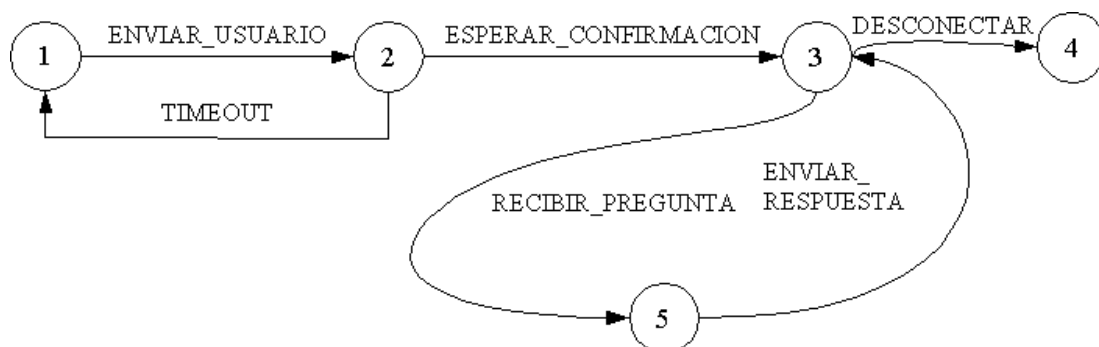 1
ENVIAR_USUARIO
2
ESPERAR_CONFIRMACION
3
DESCONECTAR
4
TIMEOUT
RECIBIR_PREGUNTA
ENVIAR_
RESPUESTA
5